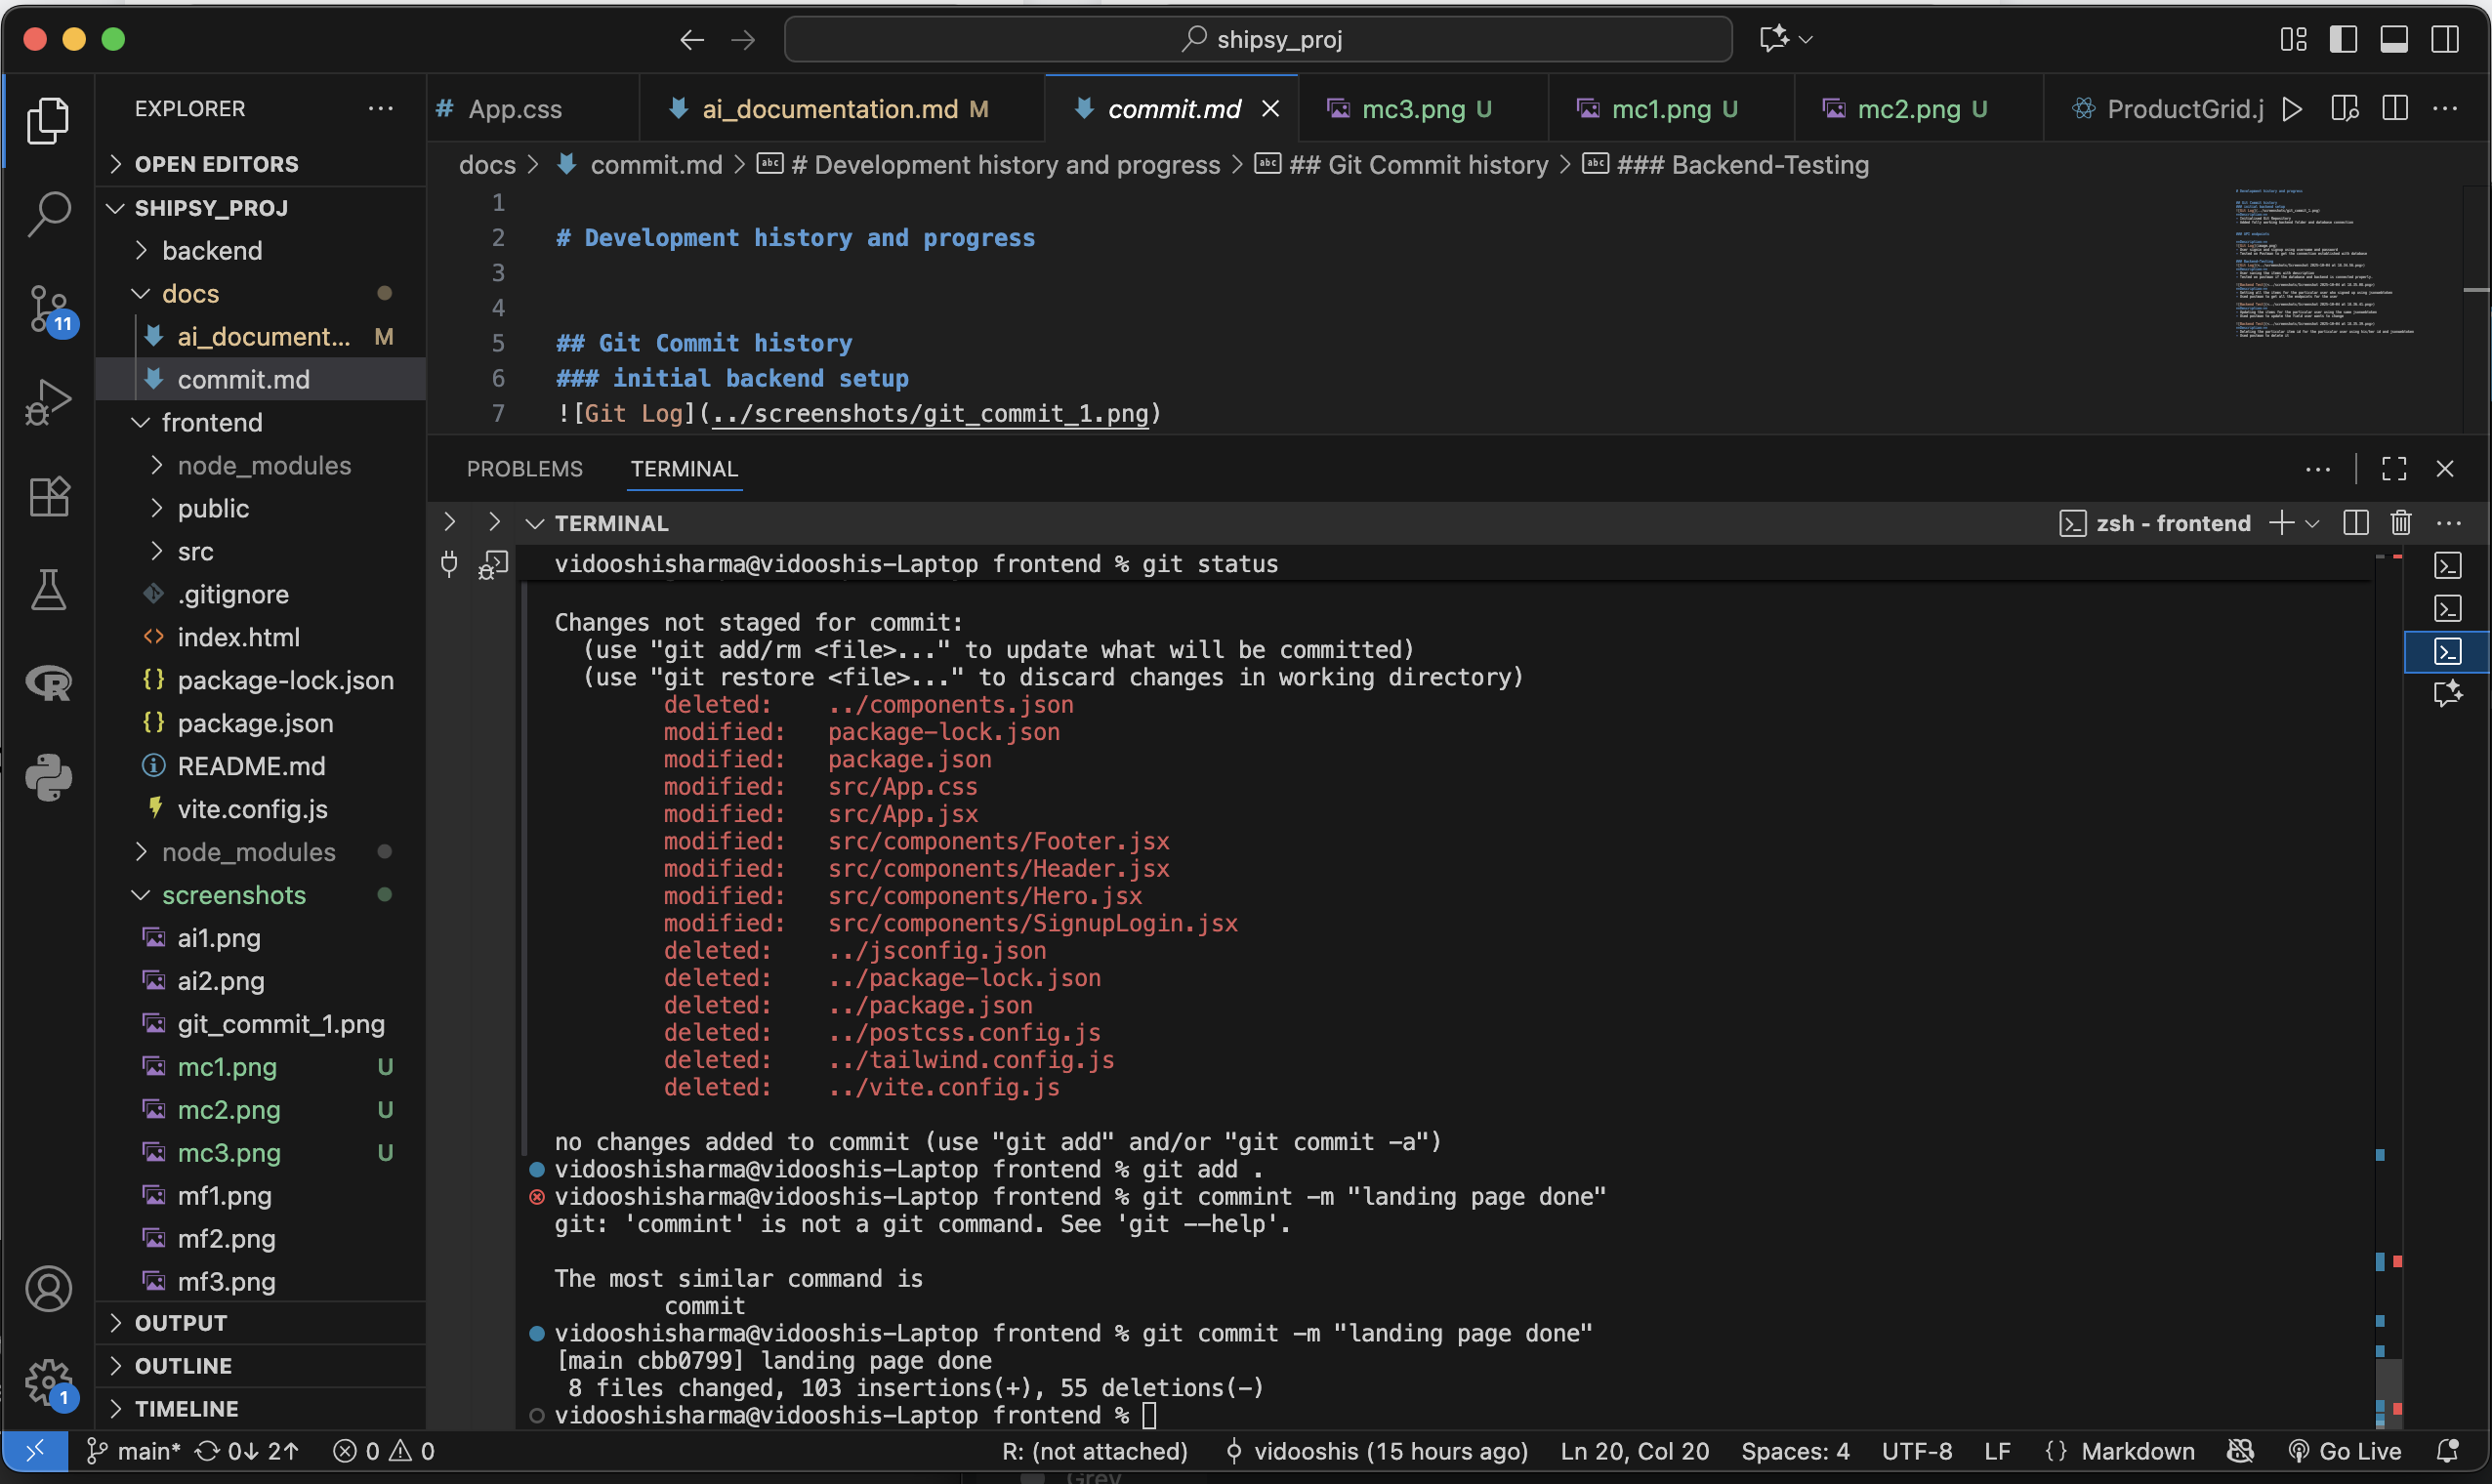 shipsy_proj
EXPLORER
OPEN EDITORS
SHIPSY_PROJ
backend
docs
ai_document... M
commit.md
frontend
node_modules
public
src
.gitignore
index.html
package-lock.json
package.json
README.md
vite.config.js
node_modules
screenshots
ai1.png
ai2.png
git_commit_1.png
mc1.png U
mc2.png U
mc3.png U
mf1.png
mf2.png
mf3.png
OUTPUT
OUTLINE
TIMELINE
11
1
# App.css
ai_documentation.md M
commit.md
mc3.png U
mc1.png U
mc2.png U
ProductGrid.j
docs > commit.md > # Development history and progress > ## Git Commit history > ### Backend-Testing
1
2 # Development history and progress
3
4
5 ## Git Commit history
6 ### initial backend setup
7 ![Git Log](../screenshots/git_commit_1.png)
PROBLEMS TERMINAL
TERMINAL
zsh - frontend
vidooshisharma@vidooshis-Laptop frontend % git status
Changes not staged for commit:
(use "git add/rm <file>..." to update what will be committed)
(use "git restore <file>..." to discard changes in working directory)
deleted: ../components.json
modified: package-lock.json
modified: package.json
modified: src/App.css
modified: src/App.jsx
modified: src/components/Footer.jsx
modified: src/components/Header.jsx
modified: src/components/Hero.jsx
modified: src/components/SignupLogin.jsx
deleted: ../jsconfig.json
deleted: ../package-lock.json
deleted: ../package.json
deleted: ../postcss.config.js
deleted: ../tailwind.config.js
deleted: ../vite.config.js
no changes added to commit (use "git add" and/or "git commit -a")
vidooshisharma@vidooshis-Laptop frontend % git add .
vidooshisharma@vidooshis-Laptop frontend % git commint -m "landing page done"
git: 'commint' is not a git command. See 'git --help'.
The most similar command is
commit
vidooshisharma@vidooshis-Laptop frontend % git commit -m "landing page done"
[main cbb0799] landing page done
8 files changed, 103 insertions(+), 55 deletions(-)
vidooshisharma@vidooshis-Laptop frontend %
main* 0↓ 2↑ 0 0 R: (not attached) vidooshis (15 hours ago) Ln 20, Col 20 Spaces: 4 UTF-8 LF {} Markdown Go Live